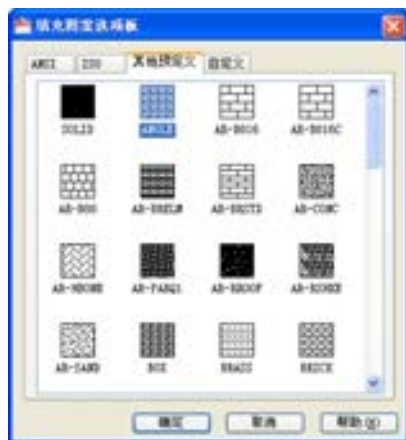 填充图案选项板
ANSI ISO 其他预定义 自定义
SOLID ANGLE AR-B816 AR-B816C
AR-B88 AR-BRELM AR-BRSTD AR-CONC
AR-HBONE AR-PARQ1 AR-RROOF AR-RSHKE
AR-SAND BOX BRASS BRICK
确定 取消 帮助(H)